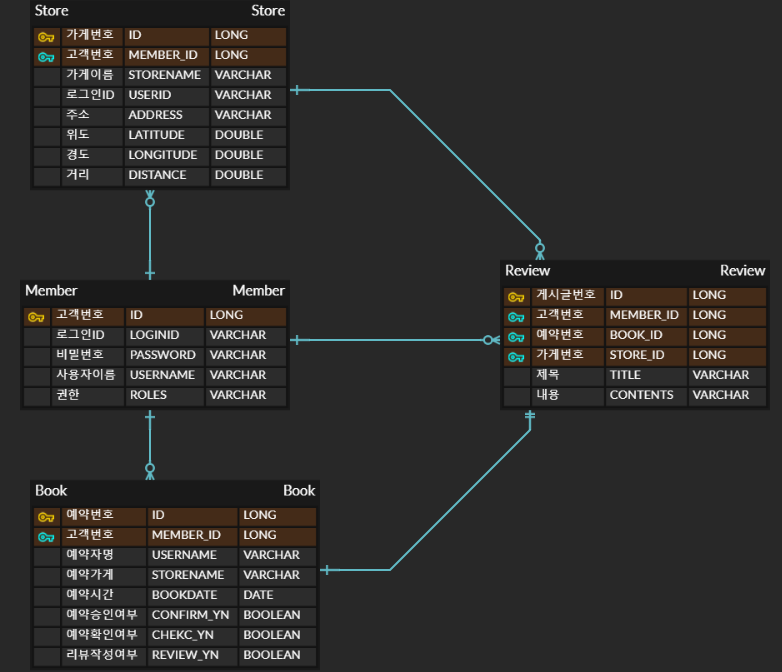 Store Store
가게번호 ID LONG
고객번호 MEMBER_ID LONG
가게이름 STORENAME VARCHAR
로그인ID USERID VARCHAR
주소 ADDRESS VARCHAR
위도 LATITUDE DOUBLE
경도 LONGITUDE DOUBLE
거리 DISTANCE DOUBLE
Member Member
고객번호 ID LONG
로그인ID LOGINID VARCHAR
비밀번호 PASSWORD VARCHAR
사용자이름 USERNAME VARCHAR
권한 ROLES VARCHAR
Review Review
게시글번호 ID LONG
고객번호 MEMBER_ID LONG
예약번호 BOOK_ID LONG
가게번호 STORE_ID LONG
제목 TITLE VARCHAR
내용 CONTENTS VARCHAR
Book Book
예약번호 ID LONG
고객번호 MEMBER_ID LONG
예약자명 USERNAME VARCHAR
예약가게 STORENAME VARCHAR
예약시간 BOOKDATE DATE
예약승인여부 CONFIRM_YN BOOLEAN
예약확인여부 CHEKC_YN BOOLEAN
리뷰작성여부 REVIEW_YN BOOLEAN